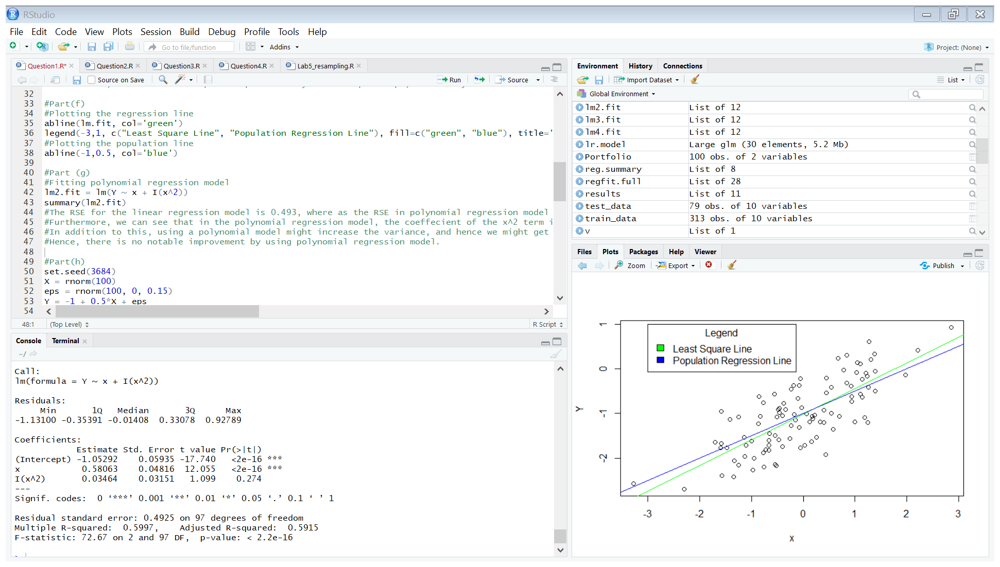 RStudio
File Edit Code View Plots Session Build Debug Profile Tools Help
Go to file/function Addins Project: (None)
Question1.R* Question2.R Question3.R Question4.R Lab5_resampling.R
Source on Save Run Source
32
33 #Part(f)
34 #Plotting the regression line
35 abline(lm.fit, col='green')
36 legend(-3,1, c("Least Square Line", "Population Regression Line"), fill=c("green", "blue"), title='
37 #Plotting the population line
38 abline(-1,0.5, col='blue')
39
40 #Part (g)
41 #Fitting polynomial regression model
42 lm2.fit = lm(Y ~ x + I(x^2))
43 summary(lm2.fit)
44 #The RSE for the linear regression model is 0.493, where as the RSE in polynomial regression model
45 #Furthermore, we can see that in the polynomial regression model, the coeffecient of the x^2 term i
46 #In addition to this, using a polynomial model might increase the variance, and hence we might get
47 #Hence, there is no notable improvement by using polynomial regression model.
48
49 #Part(h)
50 set.seed(3684)
51 X = rnorm(100)
52 eps = rnorm(100, 0, 0.15)
53 Y = -1 + 0.5*X + eps
54
48:1 (Top Level) R Script
Console Terminal
~/
Call:
lm(formula = Y ~ x + I(x^2))
Residuals:
Min 1Q Median 3Q Max
-1.13100 -0.35391 -0.01408 0.33078 0.92789
Coefficients:
Estimate Std. Error t value Pr(>|t|)
(Intercept) -1.05292 0.05935 -17.740 <2e-16 ***
x 0.58063 0.04816 12.055 <2e-16 ***
I(x^2) 0.03464 0.03151 1.099 0.274
---
Signif. codes: 0 ‘***’ 0.001 ‘**’ 0.01 ‘*’ 0.05 ‘.’ 0.1 ‘ ’ 1
Residual standard error: 0.4925 on 97 degrees of freedom
Multiple R-squared: 0.5997, Adjusted R-squared: 0.5915
F-statistic: 72.67 on 2 and 97 DF, p-value: < 2.2e-16
Environment History Connections
Import Dataset List
Global Environment
lm2.fit List of 12
lm3.fit List of 12
lm4.fit List of 12
lr.model Large glm (30 elements, 5.2 Mb)
Portfolio 100 obs. of 2 variables
reg.summary List of 8
regfit.full List of 28
results List of 11
test_data 79 obs. of 10 variables
train_data 313 obs. of 10 variables
v List of 1
Files Plots Packages Help Viewer
Zoom Export Publish
Legend
Least Square Line
Population Regression Line
1
0
-1
-2
Y
-3 -2 -1 0 1 2 3
X